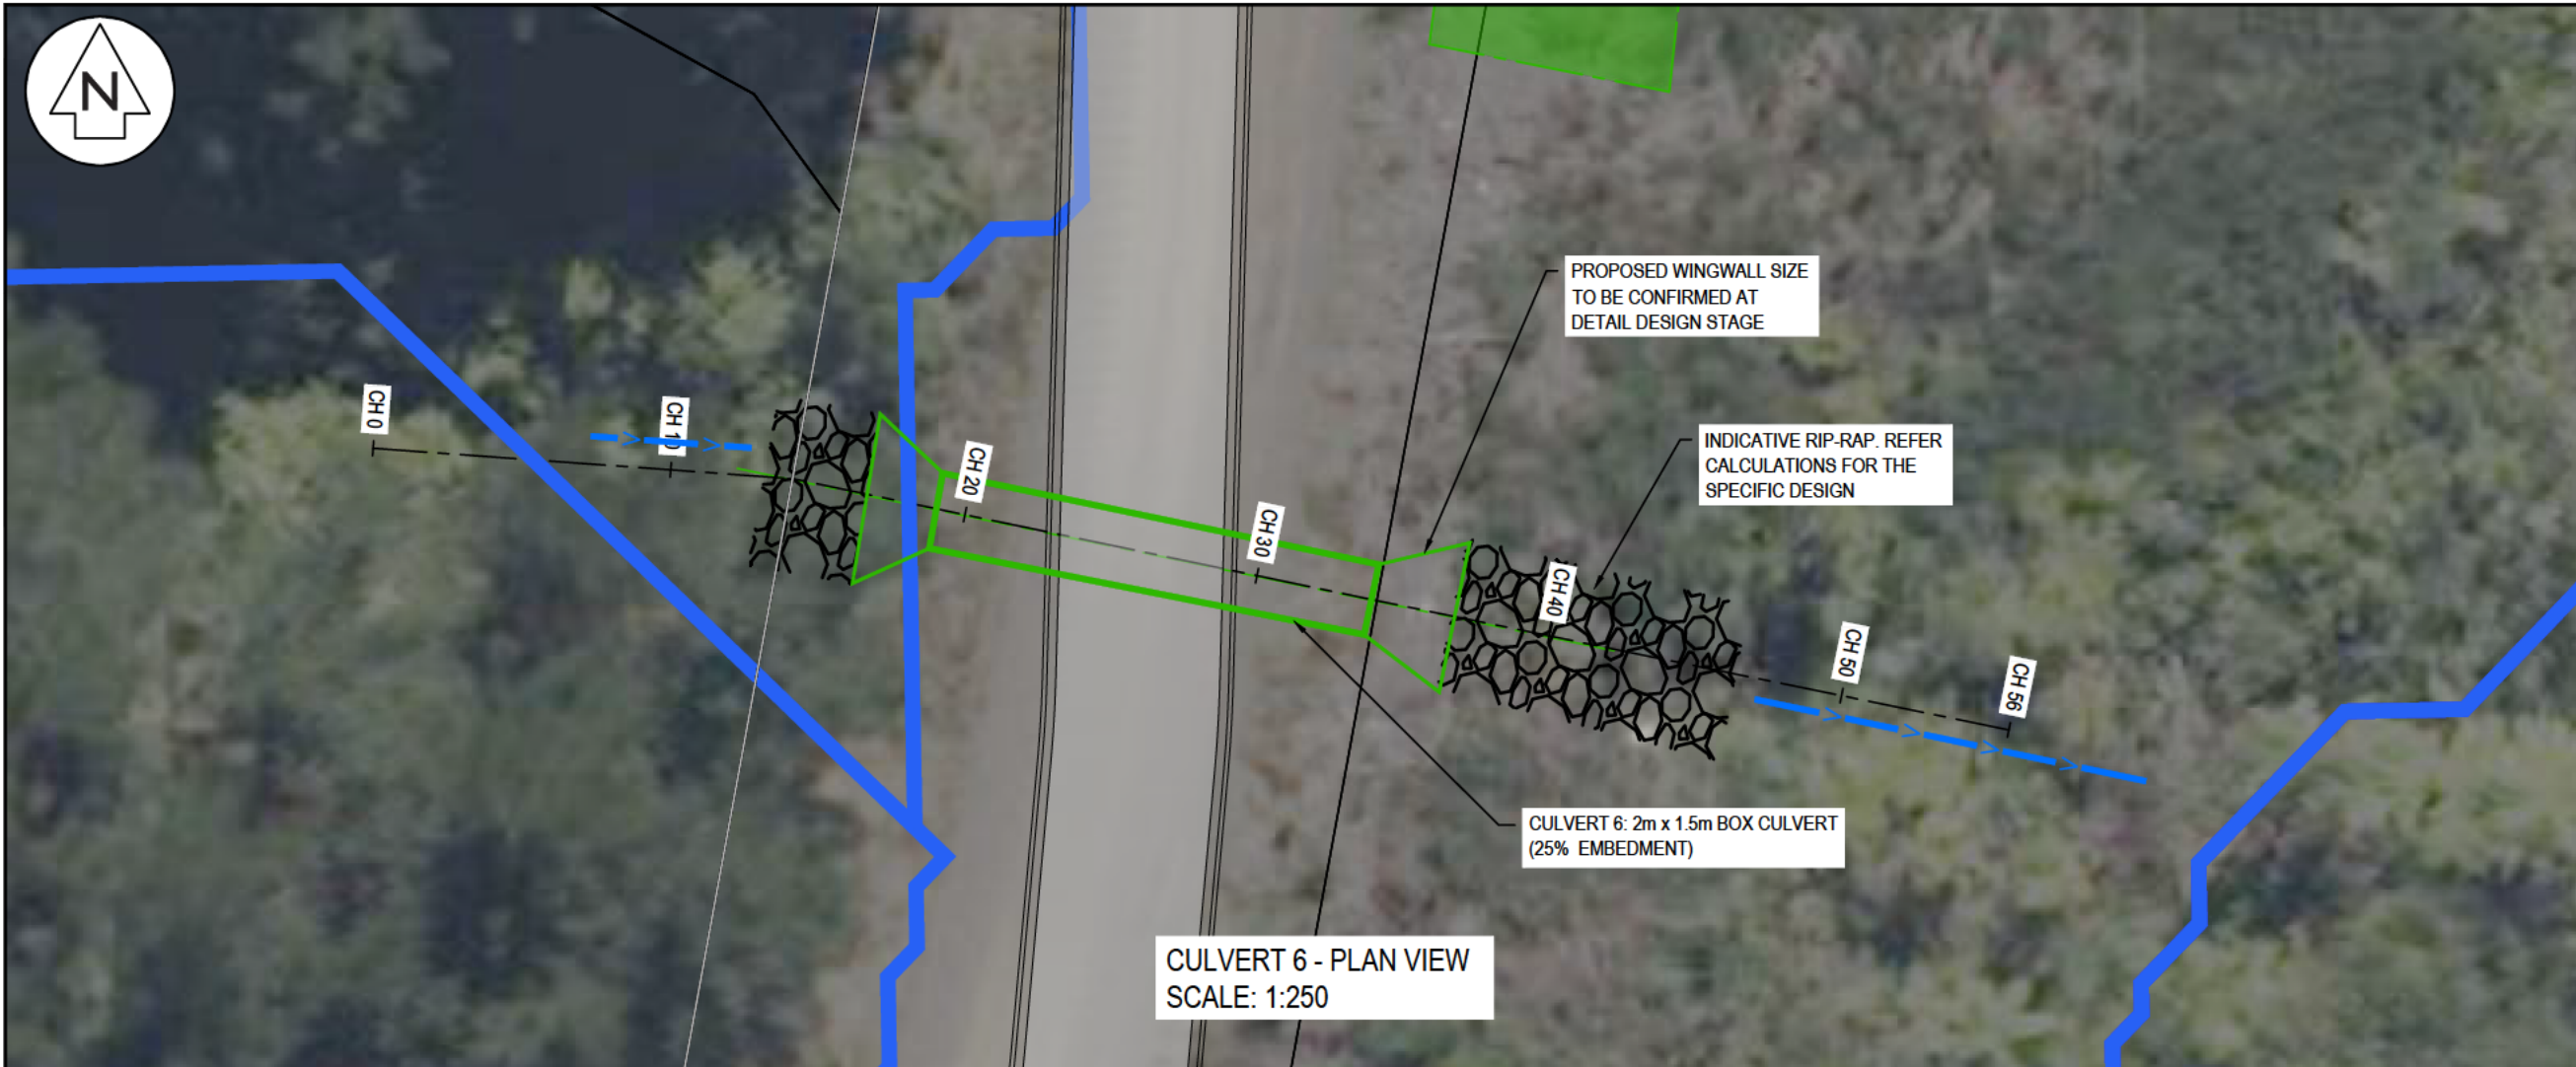 N
PROPOSED WINGWALL SIZE
TO BE CONFIRMED AT
DETAIL DESIGN STAGE
CH 0
CH 10
CH 20
INDICATIVE RIP-RAP. REFER
CALCULATIONS FOR THE
SPECIFIC DESIGN
CH 30
CH 40
CH 50
CH 56
CULVERT 6: 2m x 1.5m BOX CULVERT
(25% EMBEDMENT)
CULVERT 6 - PLAN VIEW
SCALE: 1:250